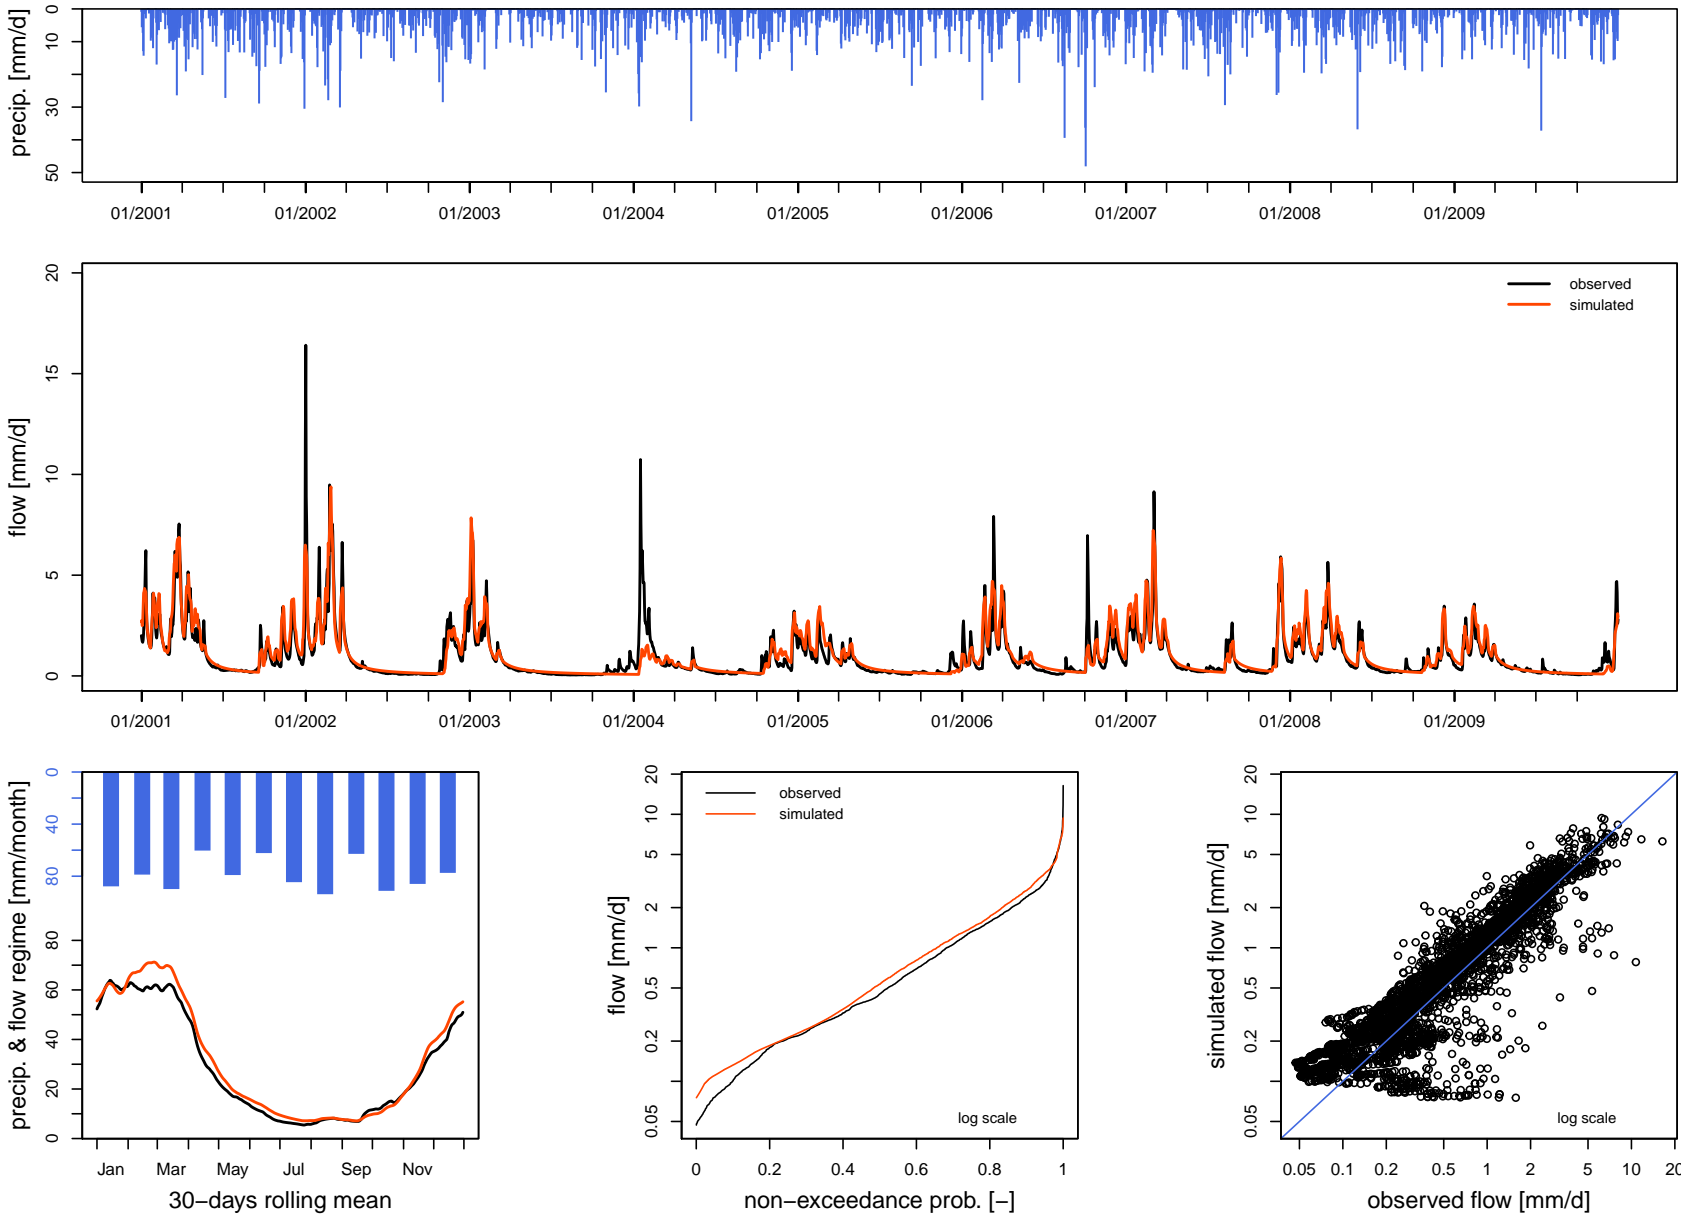 precip. [mm/d]
0
10
30
50
01/2001 01/2002 01/2003 01/2004 01/2005 01/2006 01/2007 01/2008 01/2009
flow [mm/d]
20
15
10
5
0
observed
simulated
01/2001 01/2002 01/2003 01/2004 01/2005 01/2006 01/2007 01/2008 01/2009
precip. & flow regime [mm/month]
0
40
80
80
60
40
20
0
Jan Mar May Jul Sep Nov
30−days rolling mean
flow [mm/d]
20
10
5
2
1
0.5
0.2
0.05
observed
simulated
log scale
0 0.2 0.4 0.6 0.8 1
non−exceedance prob. [−]
simulated flow [mm/d]
20
10
5
2
1
0.5
0.2
0.05
log scale
0.05 0.1 0.2 0.5 1 2 5 10 20
observed flow [mm/d]